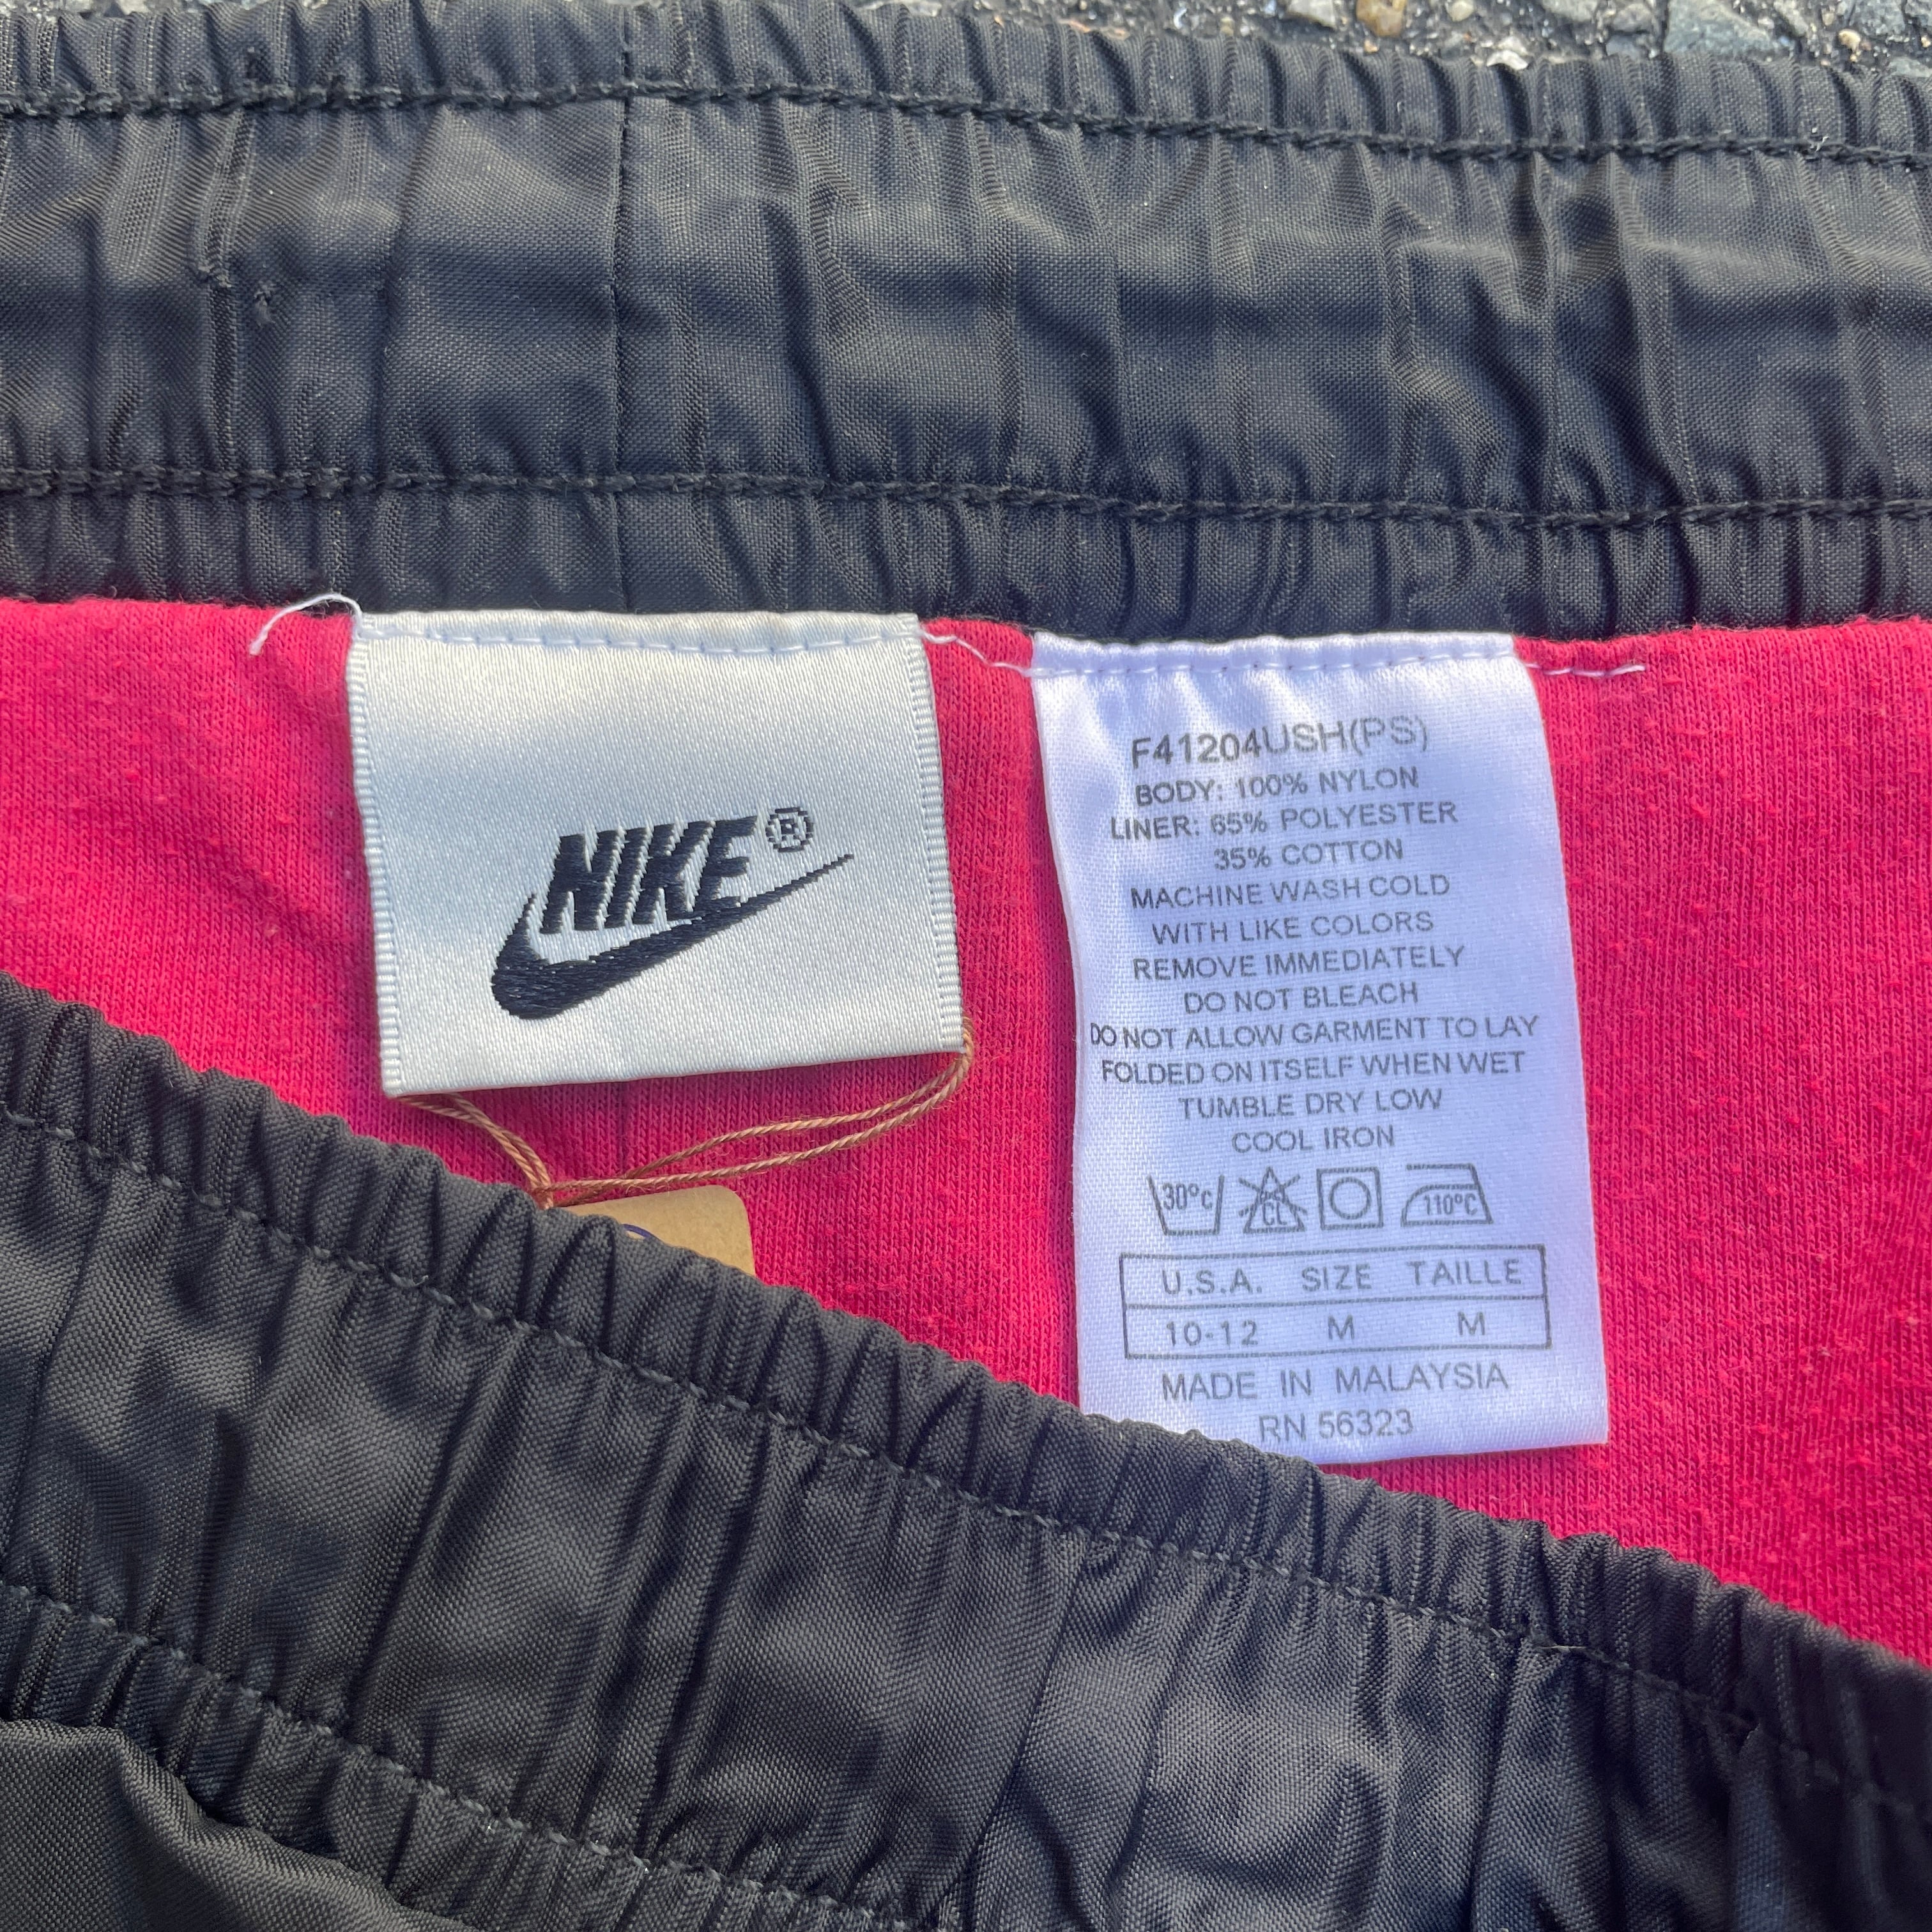 NIKE®
F41204USH(PS)
BODY: 100% NYLON
LINER: 65% POLYESTER
35% COTTON
MACHINE WASH COLD
WITH LIKE COLORS
REMOVE IMMEDIATELY
DO NOT BLEACH
DO NOT ALLOW GARMENT TO LAY
FOLDED ON ITSELF WHEN WET
TUMBLE DRY LOW
COOL IRON
30°C CL 110°C
U.S.A. SIZE TAILLE
10-12 M M
MADE IN MALAYSIA
RN 56323